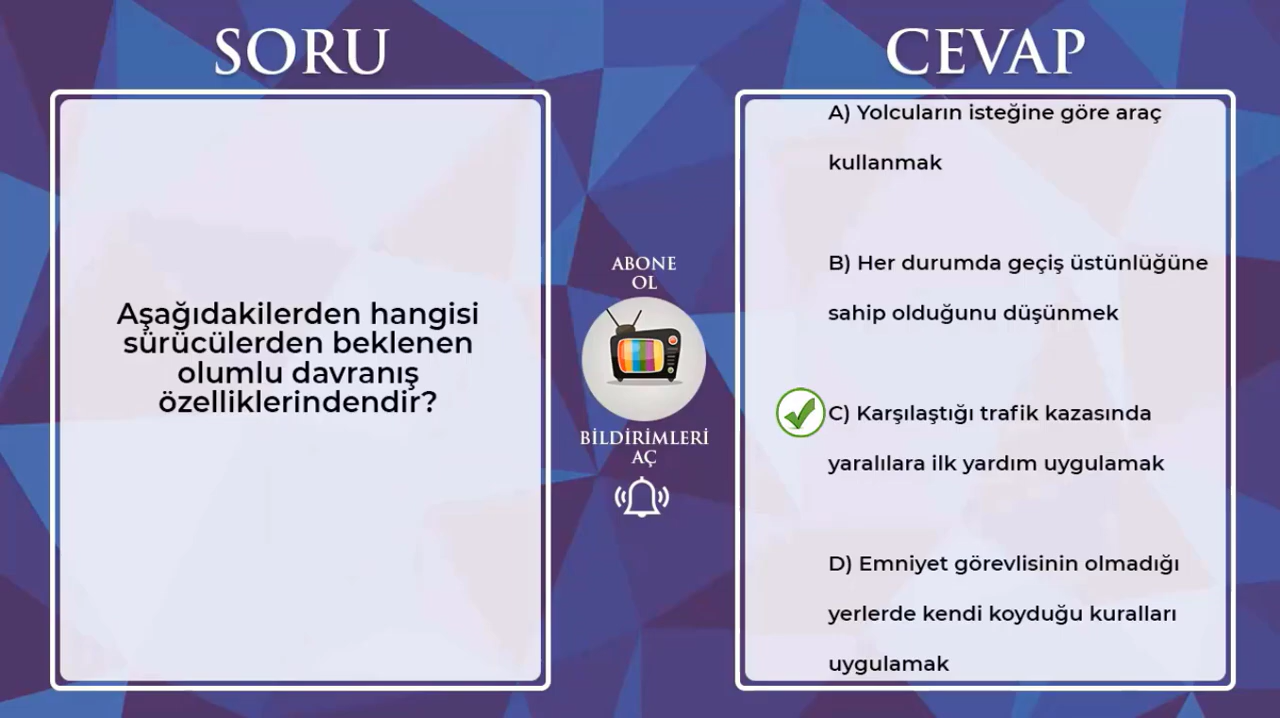 SORU
Aşağıdakilerden hangisi
sürücülerden beklenen
olumlu davranış
özelliklerindendir?
ABONE
OL
BİLDİRİMLERİ
AÇ
CEVAP
A) Yolcuların isteğine göre araç
kullanmak
B) Her durumda geçiş üstünlüğüne
sahip olduğunu düşünmek
C) Karşılaştığı trafik kazasında
yaralılara ilk yardım uygulamak
D) Emniyet görevlisinin olmadığı
yerlerde kendi koyduğu kuralları
uygulamak